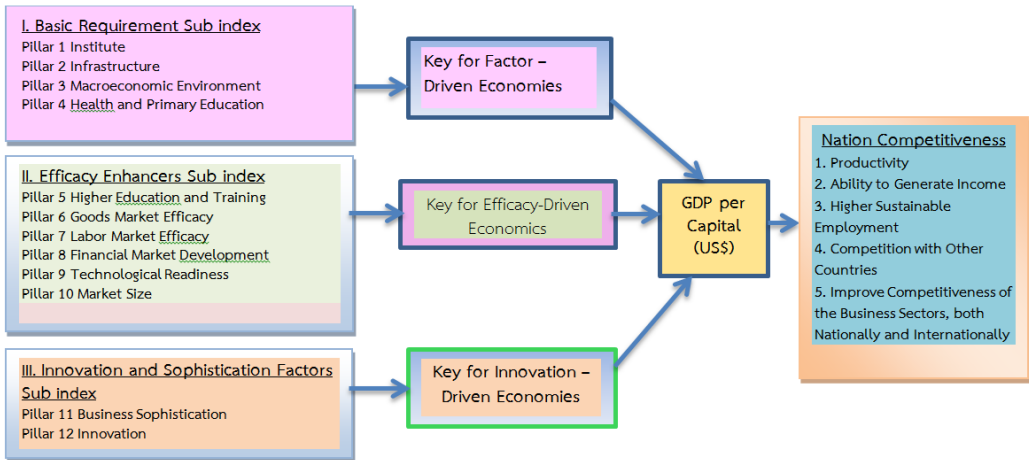 I. Basic Requirement Sub index
Pillar 1 Institute
Pillar 2 Infrastructure
Pillar 3 Macroeconomic Environment
Pillar 4 Health and Primary Education
II. Efficacy Enhancers Sub index
Pillar 5 Higher Education and Training
Pillar 6 Goods Market Efficacy
Pillar 7 Labor Market Efficacy
Pillar 8 Financial Market Development
Pillar 9 Technological Readiness
Pillar 10 Market Size
III. Innovation and Sophistication Factors
Sub index
Pillar 11 Business Sophistication
Pillar 12 Innovation
Key for Factor –
Driven Economies
Key for Efficacy-Driven
Economics
Key for Innovation –
Driven Economies
GDP per
Capital
(US$)
Nation Competitiveness
1. Productivity
2. Ability to Generate Income
3. Higher Sustainable
Employment
4. Competition with Other
Countries
5. Improve Competitiveness of
the Business Sectors, both
Nationally and Internationally